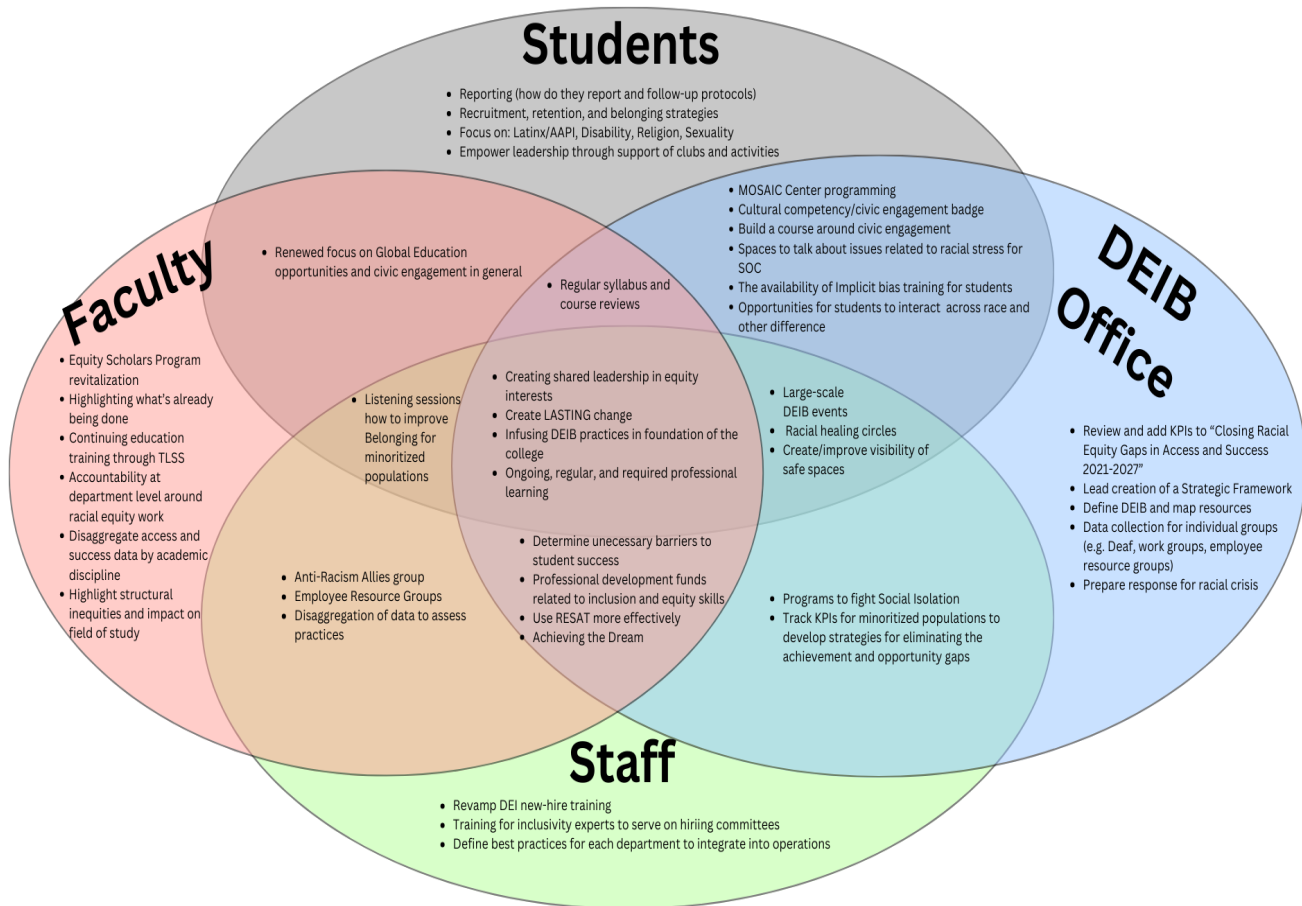 Students
• Reporting (how do they report and follow-up protocols)
• Recruitment, retention, and belonging strategies
• Focus on: Latinx/AAPI, Disability, Religion, Sexuality
• Empower leadership through support of clubs and activities
Faculty
• Equity Scholars Program
revitalization
• Highlighting what's already
being done
• Continuing education
training through TLSS
• Accountability at
department level around
racial equity work
• Disaggregate access and
success data by academic
discipline
• Highlight structural
inequities and impact on
field of study
• Renewed focus on Global Education
opportunities and civic engagement in general
• Regular syllabus and
course reviews
• MOSAIC Center programming
• Cultural competency/civic engagement badge
• Build a course around civic engagement
• Spaces to talk about issues related to racial stress for
SOC
• The availability of Implicit bias training for students
• Opportunities for students to interact across race and
other difference
DEIB
Office
• Review and add KPIs to “Closing Racial
Equity Gaps in Access and Success
2021-2027”
• Lead creation of a Strategic Framework
• Define DEIB and map resources
• Data collection for individual groups
(e.g. Deaf, work groups, employee
resource groups)
• Prepare response for racial crisis
• Listening sessions
how to improve
Belonging for
minoritized
populations
• Creating shared leadership in equity
interests
• Create LASTING change
• Infusing DEIB practices in foundation of the
college
• Ongoing, regular, and required professional
learning
• Large-scale
DEIB events
• Racial healing circles
• Create/improve visibility of
safe spaces
• Anti-Racism Allies group
• Employee Resource Groups
• Disaggregation of data to assess
practices
• Determine unecessary barriers to
student success
• Professional development funds
related to inclusion and equity skills
• Use RESAT more effectively
• Achieving the Dream
• Programs to fight Social Isolation
• Track KPIs for minoritized populations to
develop strategies for eliminating the
achievement and opportunity gaps
Staff
• Revamp DEI new-hire training
• Training for inclusivity experts to serve on hiriing committees
• Define best practices for each department to integrate into operations